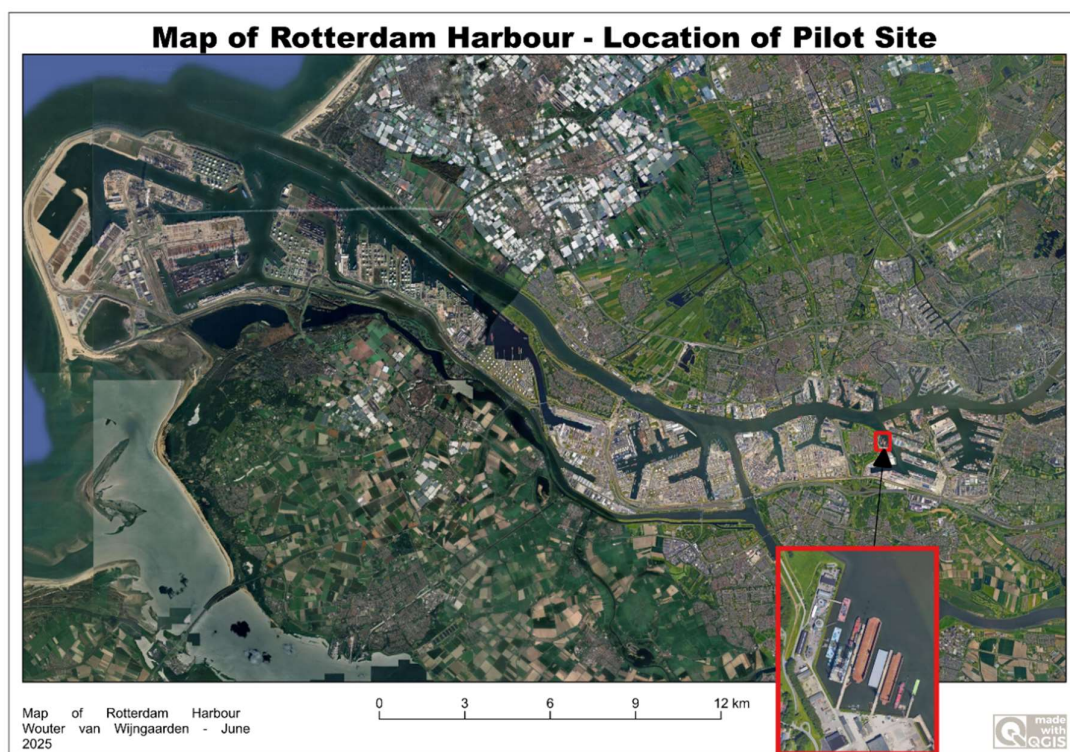 Map of Rotterdam Harbour - Location of Pilot Site
Map of Rotterdam Harbour
Wouter van Wijngaarden - June
2025
0 3 6 9 12 km
made
with
QGIS